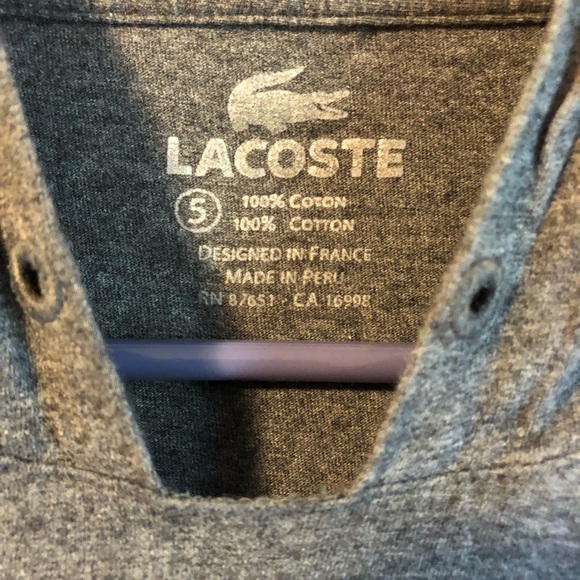 LACOSTE
5
100% COTON
100% COTTON
DESIGNED IN FRANCE
MADE IN PERU
RN 87651 - CA 16998